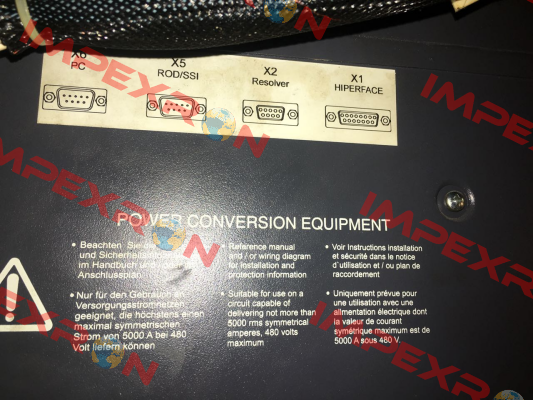 X6
PC
X5
ROD/SSI
X2
Resolver
X1
HIPERFACE
POWER CONVERSION EQUIPMENT
• Beachten Sie die
und Sicherheitshinweise
im Handbuch und
Anschlussplan.
• Nur für den Gebrauch an
Versorgungsstromnetzen
geeignet, die höchstens einen
maximal symmetrischen
Strom von 5000 A bei 480
Volt liefern können
• Reference manual
and / or wiring diagram
for installation and
protection information
• Suitable for use on a
circuit capable of
delivering not more than
5000 rms symmetrical
amperes, 480 volts
maximum
• Voir Instructions installation
et sécurité dans le notice
d'utilisation et / ou plan de
raccordement
• Uniquement prévue pour
une utilisation avec une
alimentation électrique dont
la valeur de courant
symétrique maximum est de
5000 A sous 480 V.
IMPEXRON
IMPEXRON
IMPEXRON
IMPEXRON
IMPEXRON
IMPEXRON